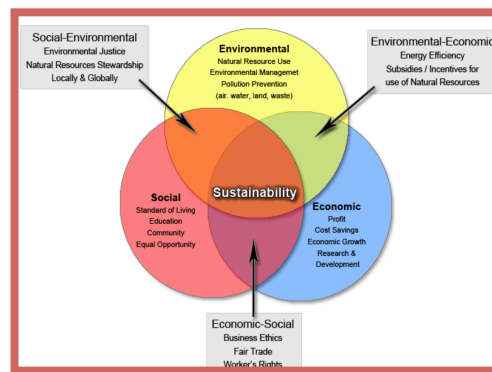 Social-Environmental
Environmental Justice
Natural Resources Stewardship
Locally & Globally
Environmental
Natural Resource Use
Environmental Managemet
Pollution Prevention
(air. water, land, waste)
Environmental-Economic
Energy Efficiency
Subsidies / Incentives for
use of Natural Resources
Social
Standard of Living
Education
Community
Equal Opportunity
Sustainability
Economic
Profit
Cost Savings
Economic Growth
Research &
Development
Economic-Social
Business Ethics
Fair Trade
Worker's Rights